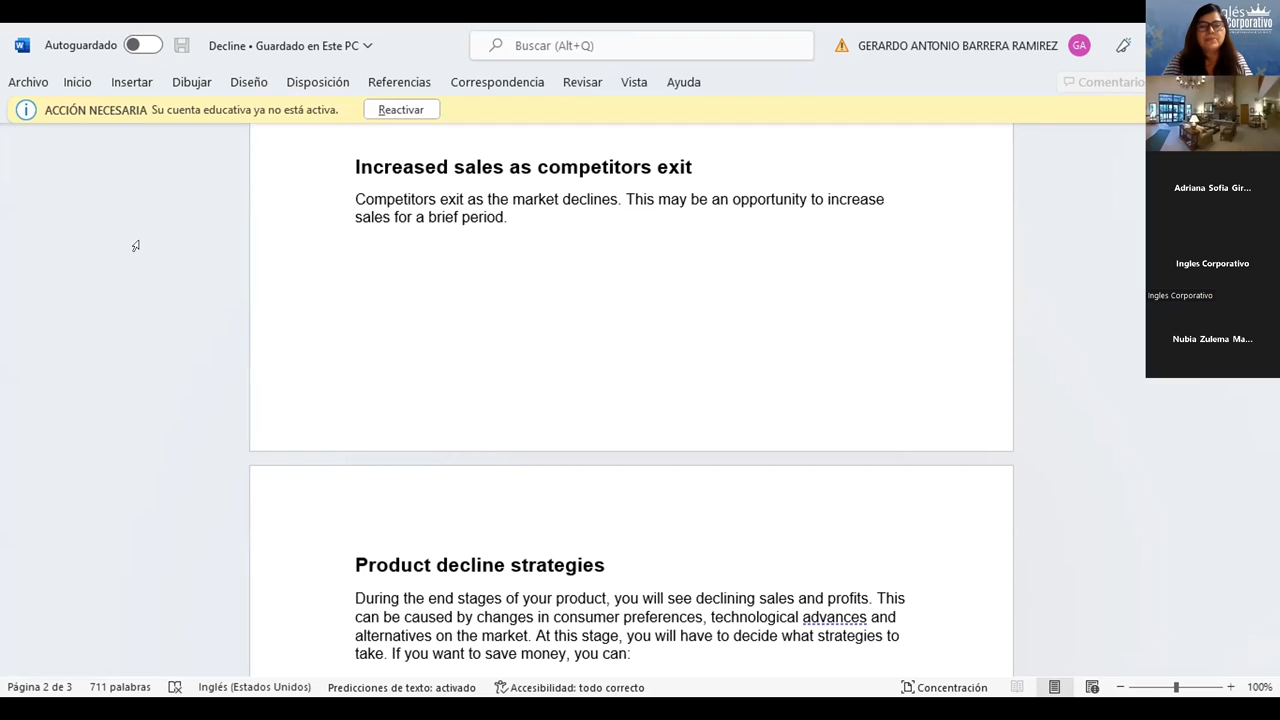 Autoguardado
Decline • Guardado en Este PC
Buscar (Alt+Q)
GERARDO ANTONIO BARRERA RAMIREZ
GA
Archivo Inicio Insertar Dibujar Diseño Disposición Referencias Correspondencia Revisar Vista Ayuda Comentario
ACCIÓN NECESARIA Su cuenta educativa ya no está activa. Reactivar
Increased sales as competitors exit
Competitors exit as the market declines. This may be an opportunity to increase
sales for a brief period.
Product decline strategies
During the end stages of your product, you will see declining sales and profits. This
can be caused by changes in consumer preferences, technological advances and
alternatives on the market. At this stage, you will have to decide what strategies to
take. If you want to save money, you can:
Página 2 de 3 711 palabras Inglés (Estados Unidos) Predicciones de texto: activado Accesibilidad: todo correcto Concentración 100%
glés
orporativo
Adriana Sofia Gir...
Ingles Corporativo
Ingles Corporativo
Nubia Zulema Ma...